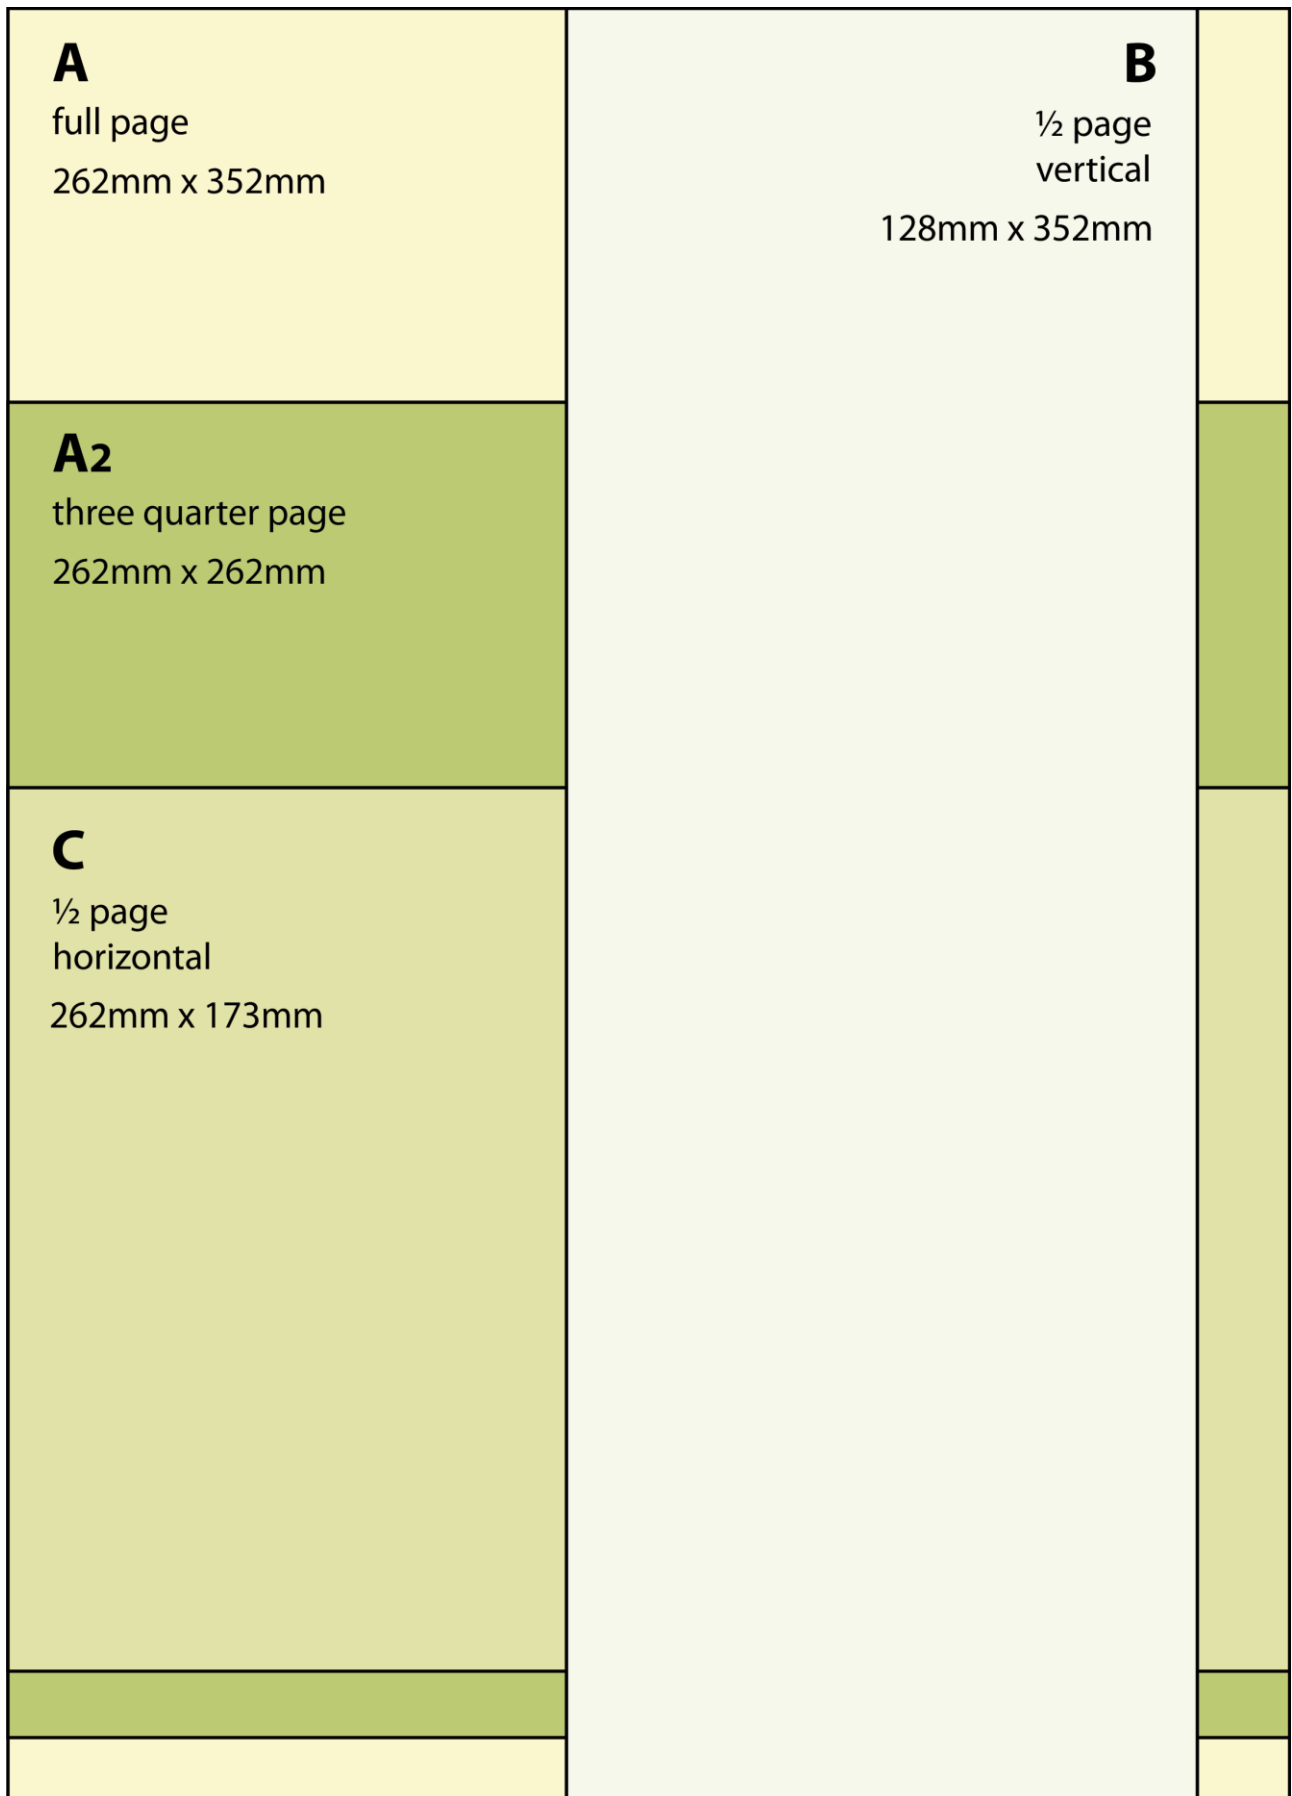 A
full page
262mm x 352mm
B
½ page
vertical
128mm x 352mm
A2
three quarter page
262mm x 262mm
C
½ page
horizontal
262mm x 173mm